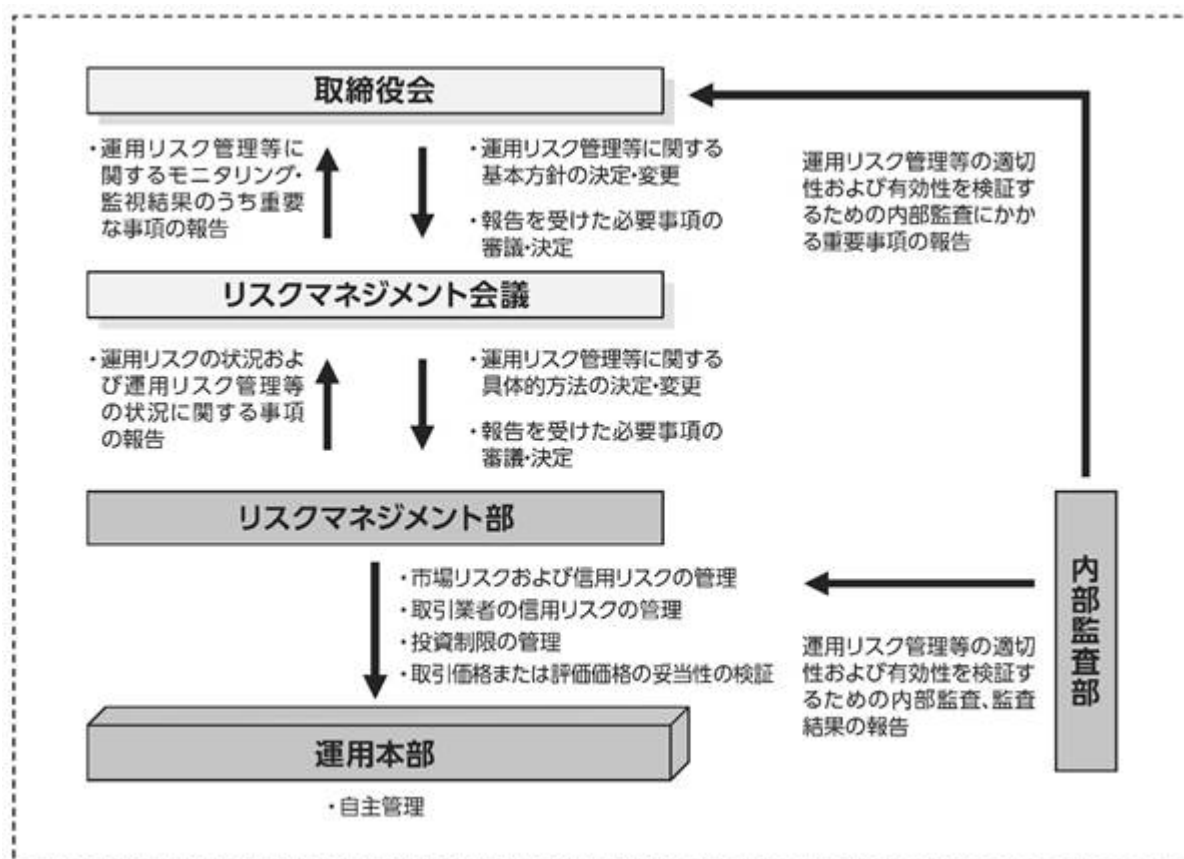 取締役会
・運用リスク管理等に
関するモニタリング・
監視結果のうち重要
な事項の報告
・運用リスク管理等に関する
基本方針の決定・変更
・報告を受けた必要事項の
審議・決定
運用リスク管理等の適切
性および有効性を検証す
るための内部監査にかか
る重要事項の報告
リスクマネジメント会議
・運用リスクの状況およ
び運用リスク管理等
の状況に関する事項
の報告
・運用リスク管理等に関する
具体的方法の決定・変更
・報告を受けた必要事項の
審議・決定
リスクマネジメント部
・市場リスクおよび信用リスクの管理
・取引業者の信用リスクの管理
・投資制限の管理
・取引価格または評価価格の妥当性の検証
運用リスク管理等の適切
性および有効性を検証す
るための内部監査、監査
結果の報告
内部監査部
運用本部
・自主管理